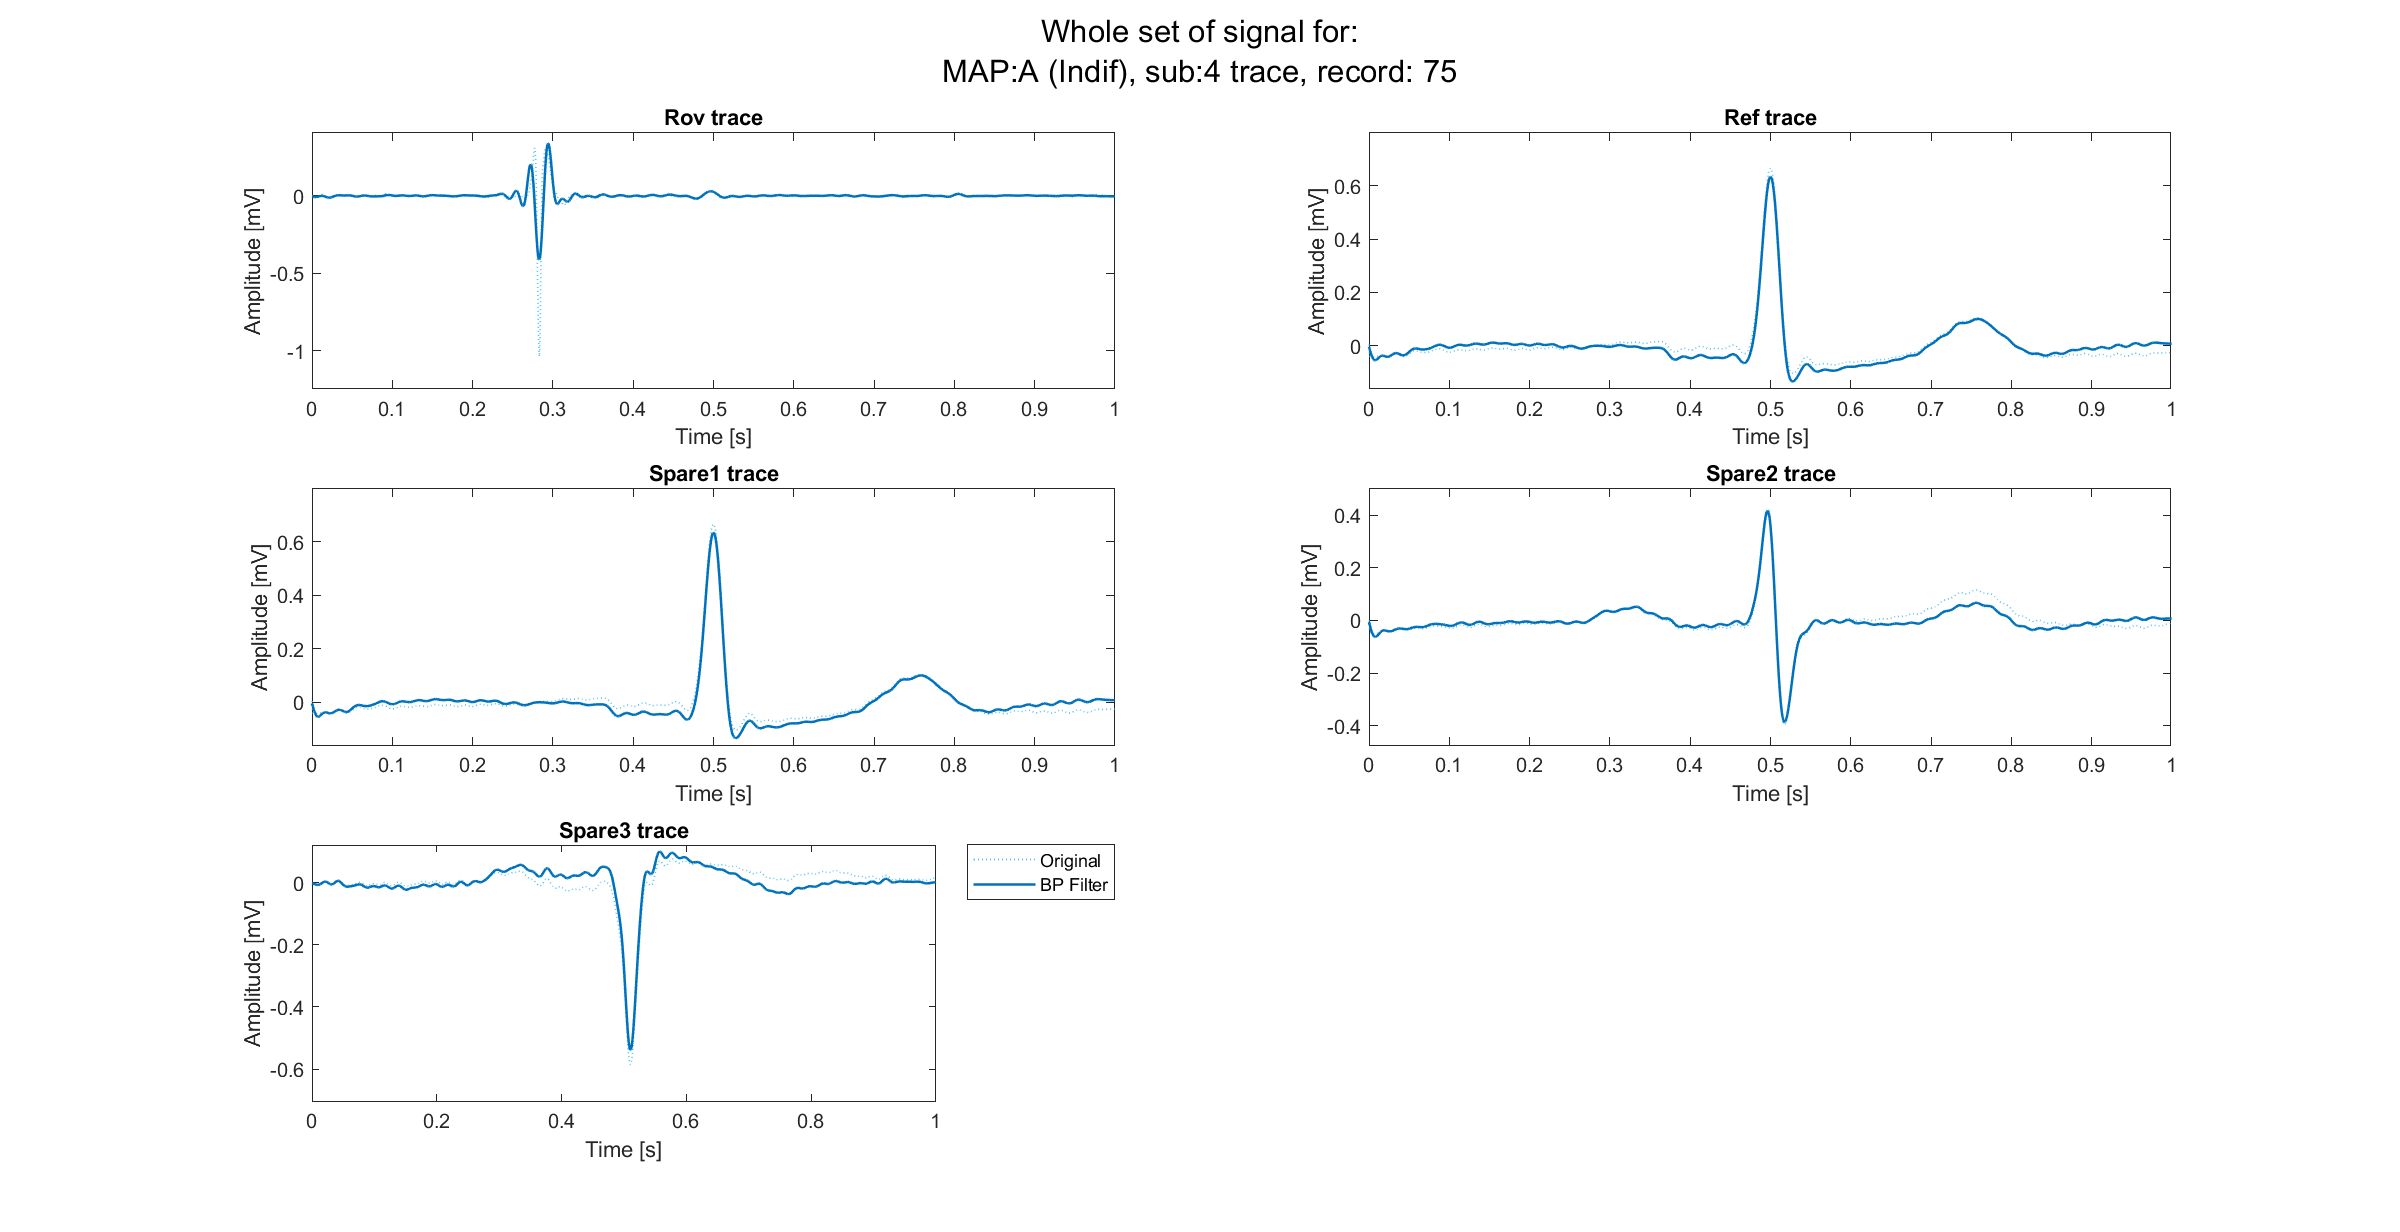 Whole set of signal for:
MAP:A (Indif), sub:4 trace, record: 75
Rov trace
Amplitude [mV]
0
-0.5
-1
0 0.1 0.2 0.3 0.4 0.5 0.6 0.7 0.8 0.9 1
Time [s]
Ref trace
Amplitude [mV]
0.6
0.4
0.2
0
0 0.1 0.2 0.3 0.4 0.5 0.6 0.7 0.8 0.9 1
Time [s]
Spare1 trace
Amplitude [mV]
0.6
0.4
0.2
0
0 0.1 0.2 0.3 0.4 0.5 0.6 0.7 0.8 0.9 1
Time [s]
Spare2 trace
Amplitude [mV]
0.4
0.2
0
-0.2
-0.4
0 0.1 0.2 0.3 0.4 0.5 0.6 0.7 0.8 0.9 1
Time [s]
Spare3 trace
Amplitude [mV]
0
-0.2
-0.4
-0.6
0 0.2 0.4 0.6 0.8 1
Time [s]
Original
BP Filter